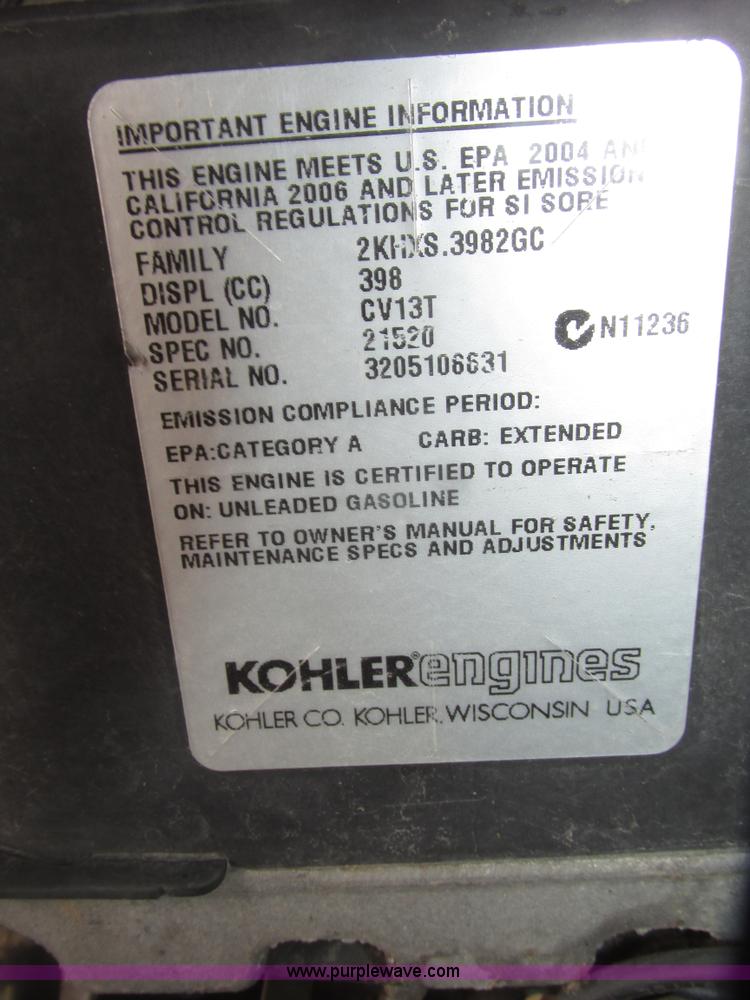 IMPORTANT ENGINE INFORMATION
THIS ENGINE MEETS U.S. EPA 2004 AN
CALIFORNIA 2006 AND LATER EMISSION
CONTROL REGULATIONS FOR SI SORE
FAMILY 2KHXS.3982GC
DISPL (CC) 398
MODEL NO. CV13T
SPEC NO. 21520
SERIAL NO. 3205106631
N11236
EMISSION COMPLIANCE PERIOD:
EPA:CATEGORY A CARB: EXTENDED
THIS ENGINE IS CERTIFIED TO OPERATE
ON: UNLEADED GASOLINE
REFER TO OWNER'S MANUAL FOR SAFETY,
MAINTENANCE SPECS AND ADJUSTMENTS
KOHLER® engines
KOHLER CO. KOHLER, WISCONSIN USA
www.purplewave.com